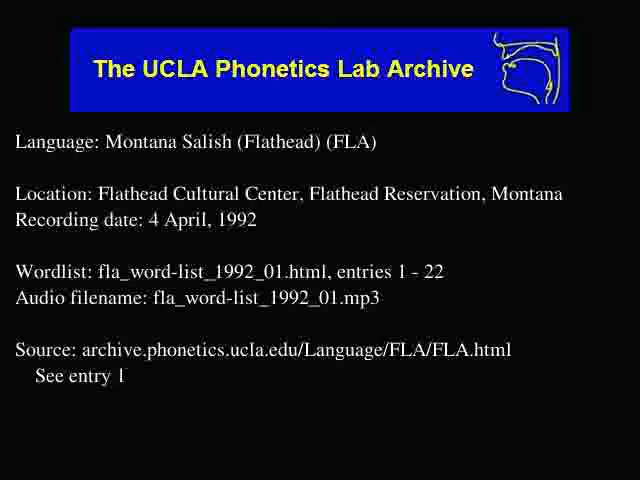 The UCLA Phonetics Lab Archive
Language: Montana Salish (Flathead) (FLA)
Location: Flathead Cultural Center, Flathead Reservation, Montana
Recording date: 4 April, 1992
Wordlist: fla_word-list_1992_01.html, entries 1 - 22
Audio filename: fla_word-list_1992_01.mp3
Source: archive.phonetics.ucla.edu/Language/FLA/FLA.html
See entry 1